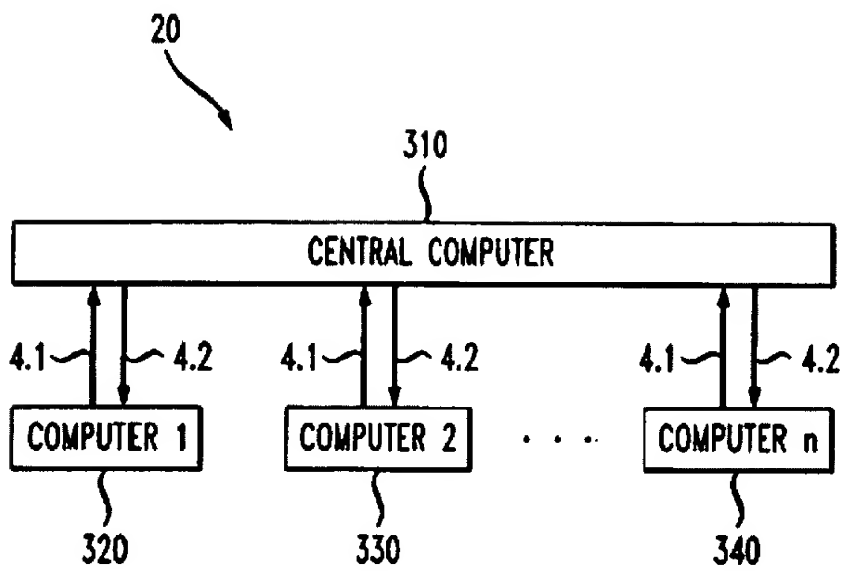 20
310
CENTRAL COMPUTER
4.1 4.2 4.1 4.2 4.1 4.2
COMPUTER 1 COMPUTER 2 . . . COMPUTER n
320 330 340